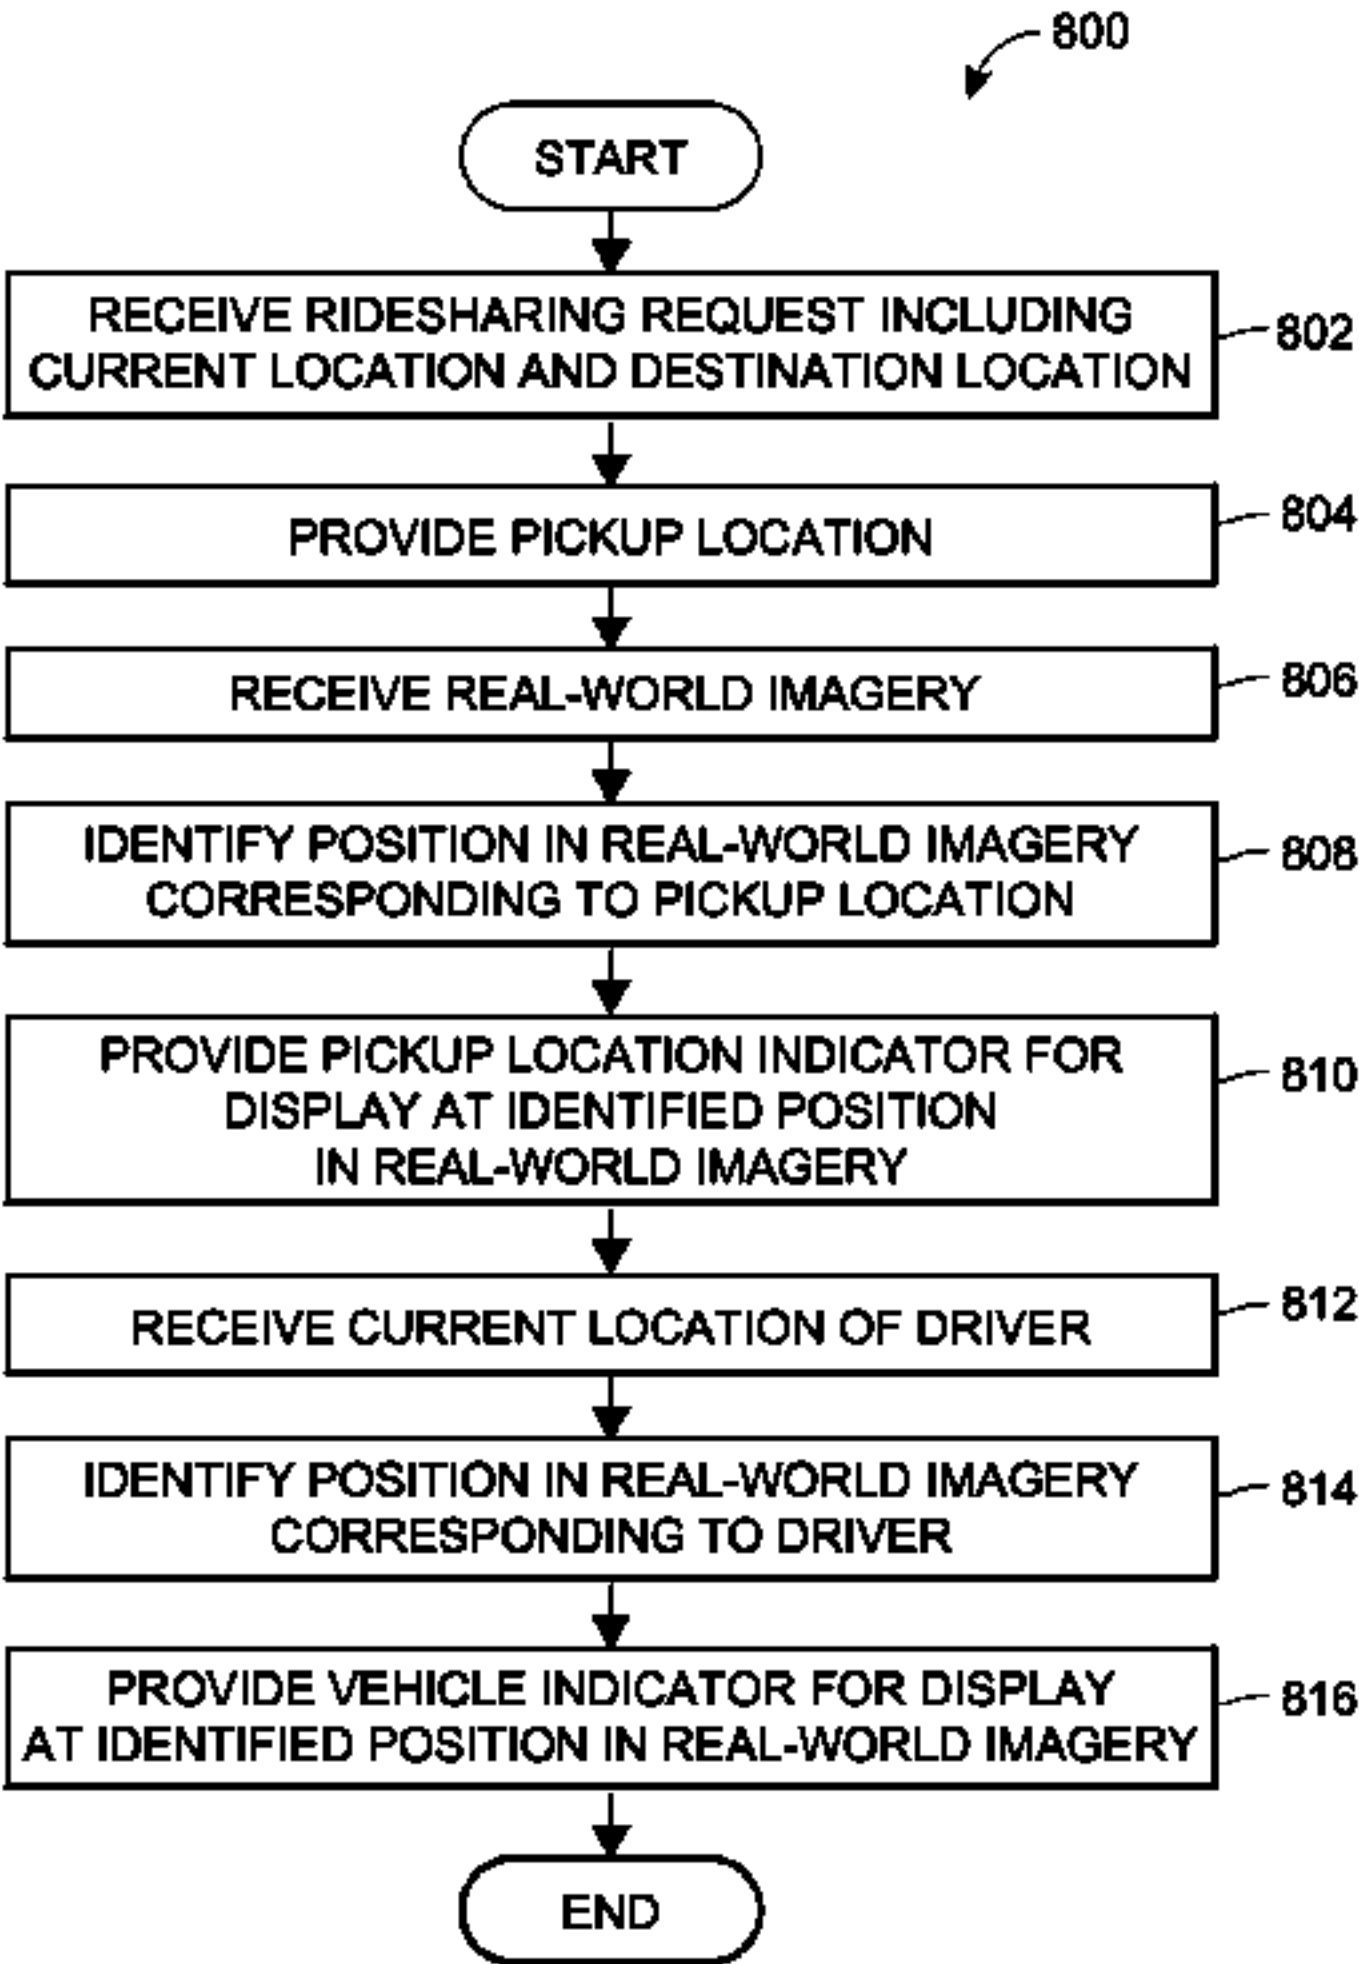 800
START
RECEIVE RIDESHARING REQUEST INCLUDING
CURRENT LOCATION AND DESTINATION LOCATION
802
PROVIDE PICKUP LOCATION
804
RECEIVE REAL-WORLD IMAGERY
806
IDENTIFY POSITION IN REAL-WORLD IMAGERY
CORRESPONDING TO PICKUP LOCATION
808
PROVIDE PICKUP LOCATION INDICATOR FOR
DISPLAY AT IDENTIFIED POSITION
IN REAL-WORLD IMAGERY
810
RECEIVE CURRENT LOCATION OF DRIVER
812
IDENTIFY POSITION IN REAL-WORLD IMAGERY
CORRESPONDING TO DRIVER
814
PROVIDE VEHICLE INDICATOR FOR DISPLAY
AT IDENTIFIED POSITION IN REAL-WORLD IMAGERY
816
END